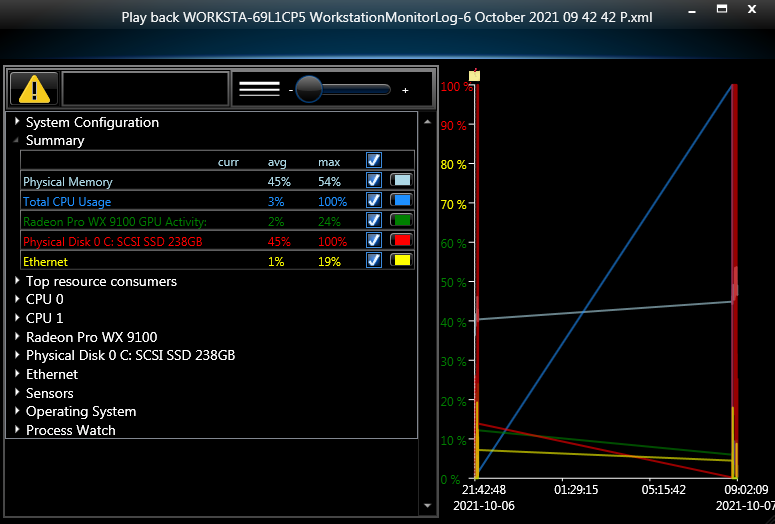 Play back WORKSTA-69L1CP5 WorkstationMonitorLog-6 October 2021 09 42 42 P.xml
- +
System Configuration
Summary
curr avg max
Physical Memory 45% 54%
Total CPU Usage 3% 100%
Radeon Pro WX 9100 GPU Activity: 2% 24%
Physical Disk 0 C: SCSI SSD 238GB 45% 100%
Ethernet 1% 19%
Top resource consumers
CPU 0
CPU 1
Radeon Pro WX 9100
Physical Disk 0 C: SCSI SSD 238GB
Ethernet
Sensors
Operating System
Process Watch
100 %
90 %
80 %
70 %
60 %
50 %
40 %
30 %
20 %
10 %
0 %
21:42:48 01:29:15 05:15:42 09:02:09
2021-10-06 2021-10-07